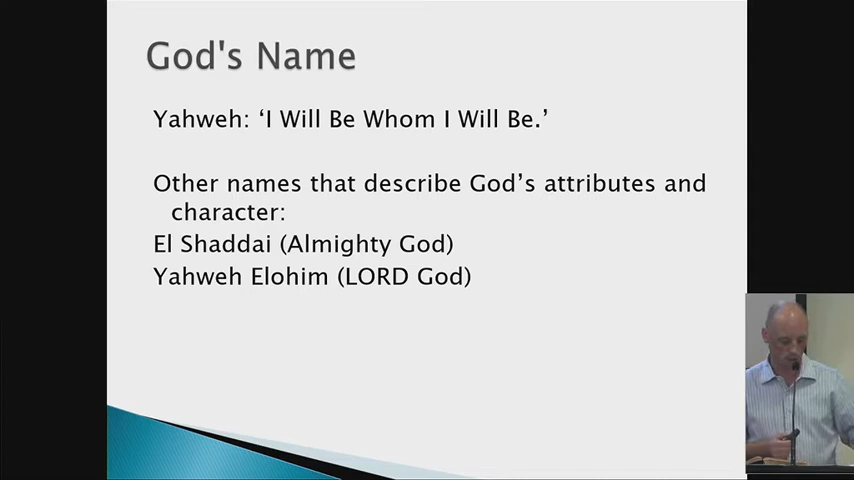 God's Name
Yahweh: ‘I Will Be Whom I Will Be.’
Other names that describe God’s attributes and
character:
El Shaddai (Almighty God)
Yahweh Elohim (LORD God)